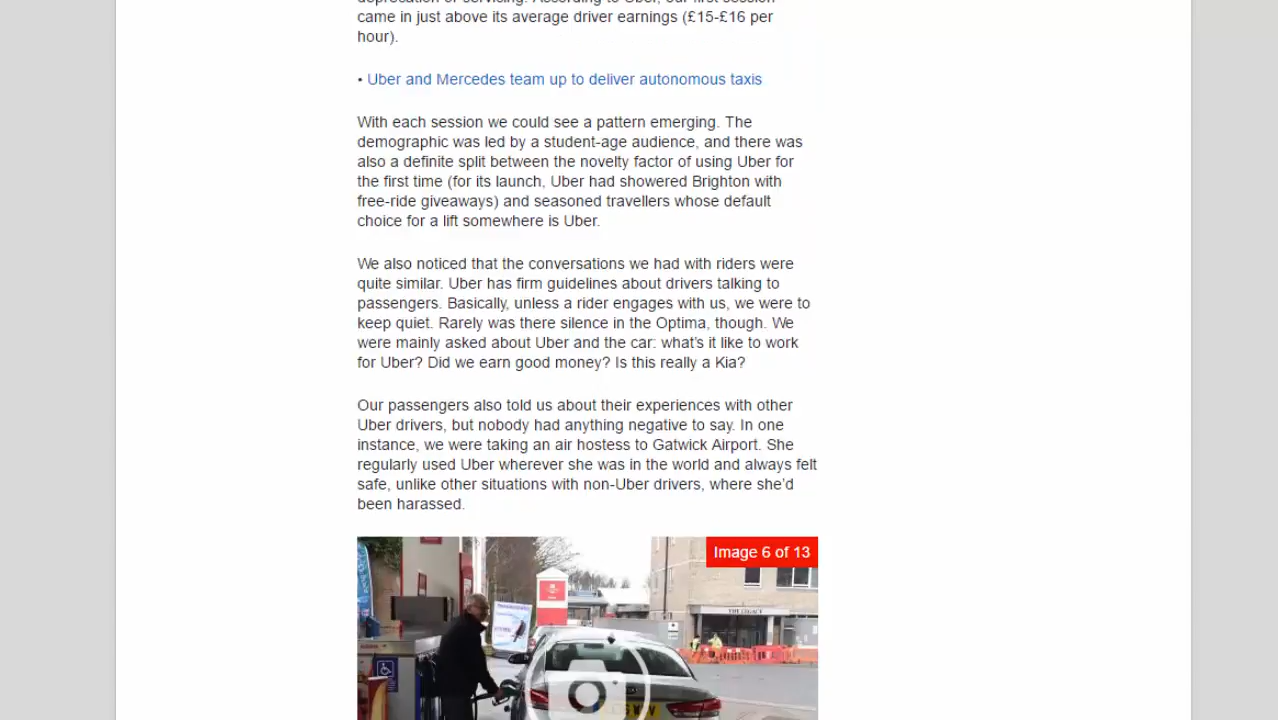 came in just above its average driver earnings (£15-£16 per
hour).
• Uber and Mercedes team up to deliver autonomous taxis
With each session we could see a pattern emerging. The
demographic was led by a student-age audience, and there was
also a definite split between the novelty factor of using Uber for
the first time (for its launch, Uber had showered Brighton with
free-ride giveaways) and seasoned travellers whose default
choice for a lift somewhere is Uber.
We also noticed that the conversations we had with riders were
quite similar. Uber has firm guidelines about drivers talking to
passengers. Basically, unless a rider engages with us, we were to
keep quiet. Rarely was there silence in the Optima, though. We
were mainly asked about Uber and the car: what's it like to work
for Uber? Did we earn good money? Is this really a Kia?
Our passengers also told us about their experiences with other
Uber drivers, but nobody had anything negative to say. In one
instance, we were taking an air hostess to Gatwick Airport. She
regularly used Uber wherever she was in the world and always felt
safe, unlike other situations with non-Uber drivers, where she'd
been harassed.
Image 6 of 13
THE LEGACY